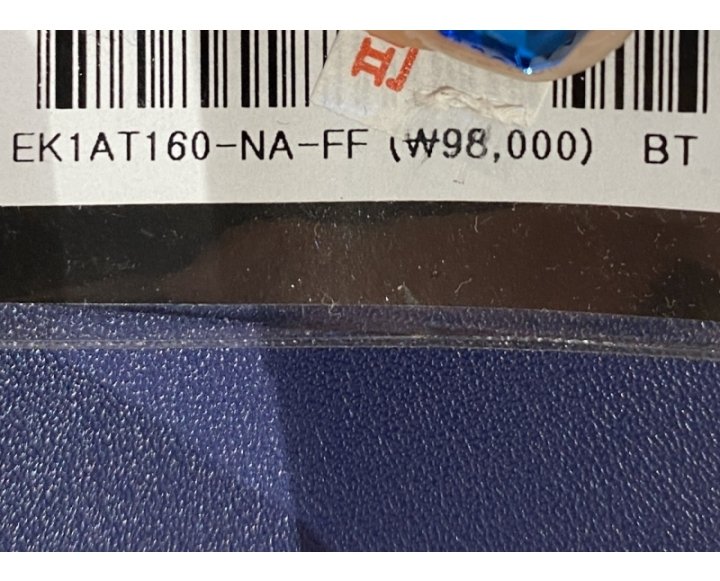 EK1AT160-NA-FF (₩98,000) BT